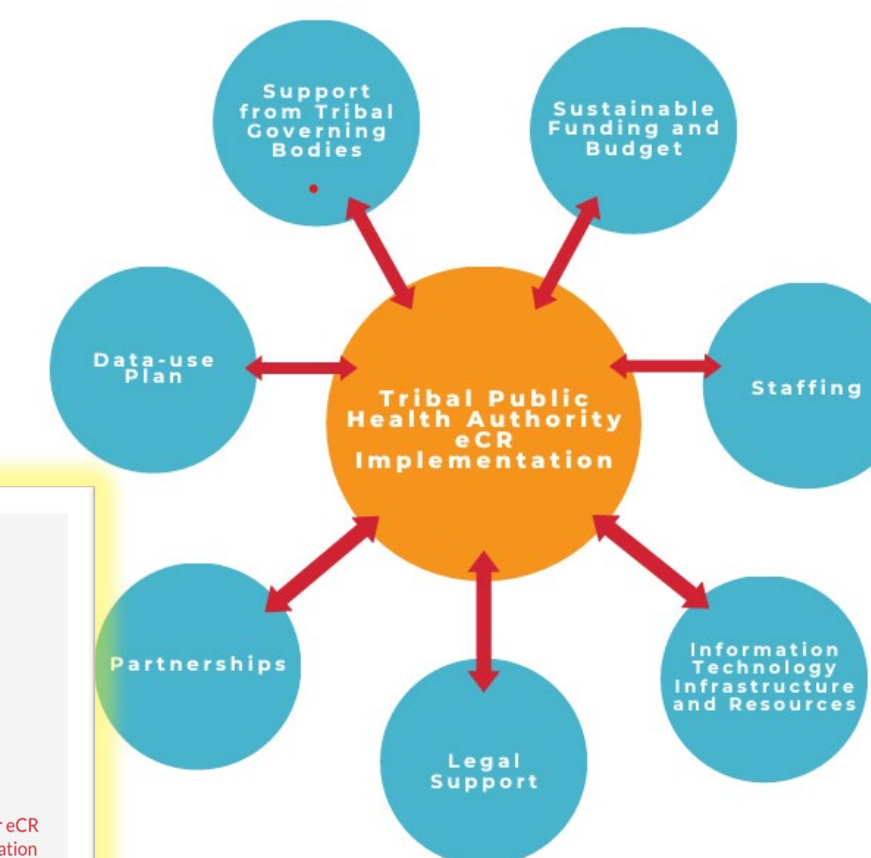 Support
from Tribal
Governing
Bodies
Sustainable
Funding and
Budget
Data-use
Plan
Tribal Public
Health Authority
eCR
Implementation
Staffing
Partnerships
Information
Technology
Infrastructure
and Resources
Legal
Support
eCR